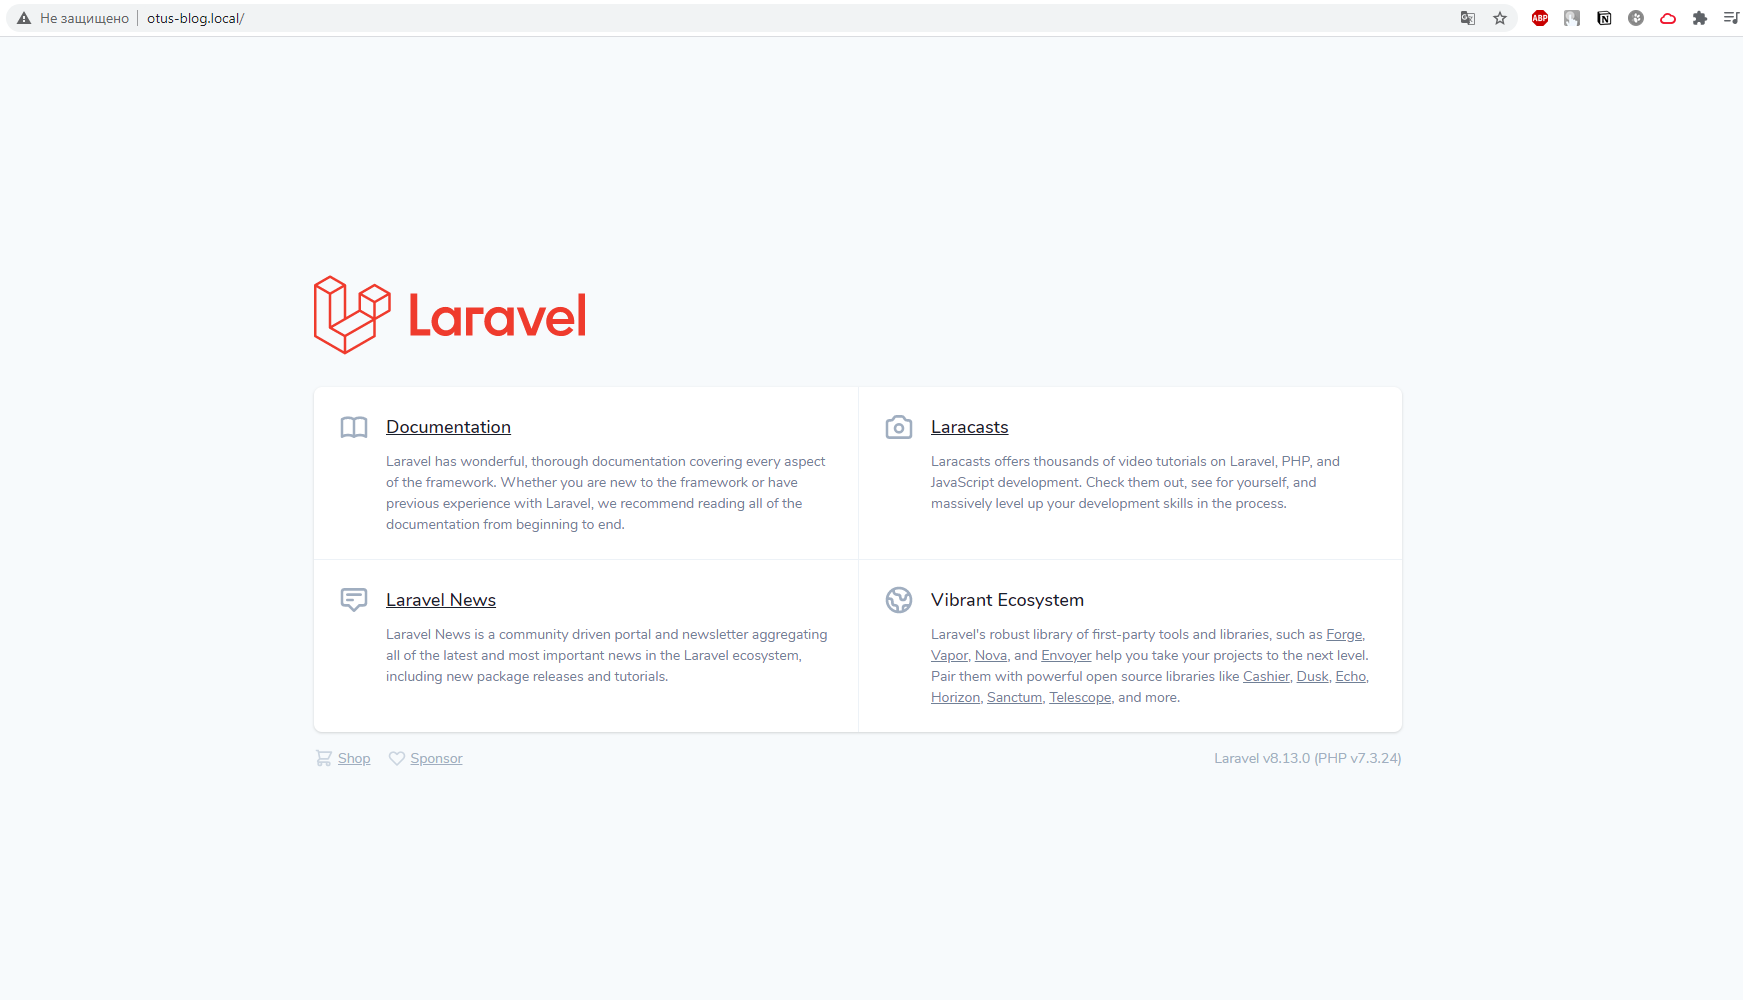 Не защищено otus-blog.local/
ABP
Laravel
Documentation
Laravel has wonderful, thorough documentation covering every aspect
of the framework. Whether you are new to the framework or have
previous experience with Laravel, we recommend reading all of the
documentation from beginning to end.
Laracasts
Laracasts offers thousands of video tutorials on Laravel, PHP, and
JavaScript development. Check them out, see for yourself, and
massively level up your development skills in the process.
Laravel News
Laravel News is a community driven portal and newsletter aggregating
all of the latest and most important news in the Laravel ecosystem,
including new package releases and tutorials.
Vibrant Ecosystem
Laravel's robust library of first-party tools and libraries, such as Forge,
Vapor, Nova, and Envoyer help you take your projects to the next level.
Pair them with powerful open source libraries like Cashier, Dusk, Echo,
Horizon, Sanctum, Telescope, and more.
Shop Sponsor
Laravel v8.13.0 (PHP v7.3.24)